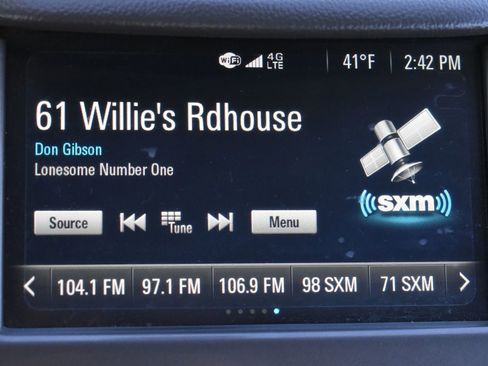 WiFi 4G LTE 41°F 2:42 PM
61 Willie's Rdhouse
Don Gibson
Lonesome Number One
((sxm))
Source Tune Menu
104.1 FM 97.1 FM 106.9 FM 98 SXM 71 SXM